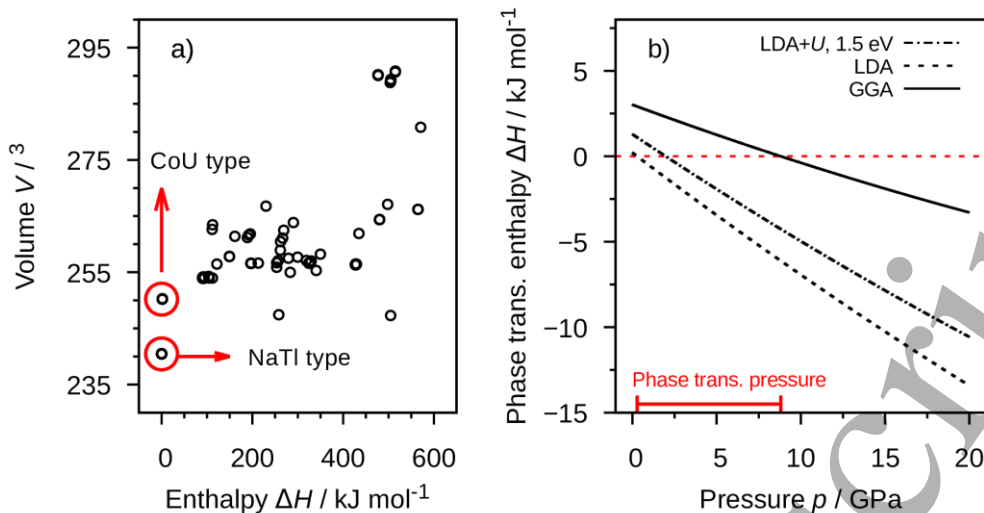 a)
295
275
255
235
Volume V / ³
CoU type
NaTl type
0
200
400
600
Enthalpy ΔH / kJ mol⁻¹
b)
LDA+U, 1.5 eV
LDA
GGA
5
0
−5
−10
−15
Phase trans. enthalpy ΔH / kJ mol⁻¹
Phase trans. pressure
0
5
10
15
20
Pressure p / GPa